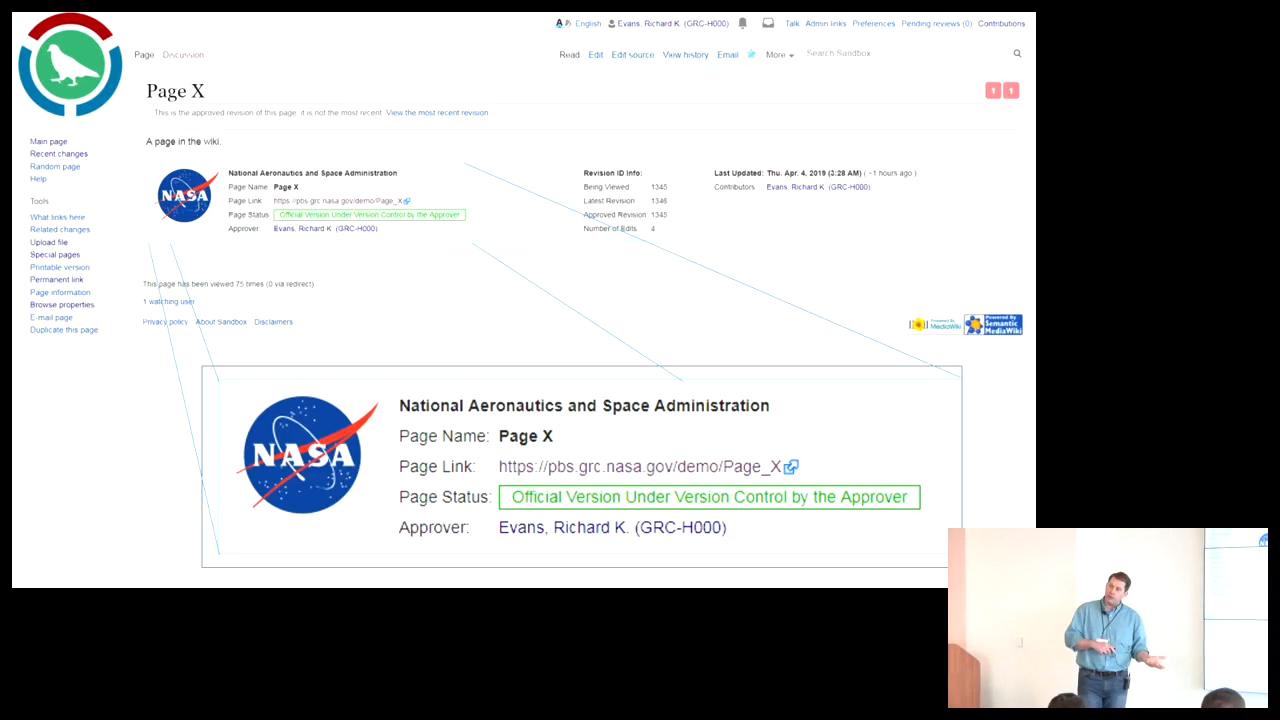 English Evans, Richard K. (GRC-H000) Talk Admin links Preferences Pending reviews (0) Contributions
Page Discussion Read Edit Edit source View history Email More Search Sandbox
Page X
This is the approved revision of this page; it is not the most recent. View the most recent revision
A page in the wiki.
Main page
Recent changes
Random page
Help
Tools
What links here
Related changes
Upload file
Special pages
Printable version
Permanent link
Page information
Browse properties
E-mail page
Duplicate this page
NASA
National Aeronautics and Space Administration
Page Name Page X
Page Link https://pbs.grc.nasa.gov/demo/Page_X
Page Status Official Version Under Version Control by the Approver
Approver: Evans, Richard K. (GRC-H000)
Revision ID Info:
Being Viewed 1345
Latest Revision 1346
Approved Revision 1345
Number of Edits 4
Last Updated: Thu. Apr. 4, 2019 (3:28 AM) ( ~1 hours ago )
Contributors Evans, Richard K. (GRC-H000)
This page has been viewed 75 times (0 via redirect)
1 watching user
Privacy policy About Sandbox Disclaimers
Powered By MediaWiki
Powered By Semantic MediaWiki
NASA
National Aeronautics and Space Administration
Page Name: Page X
Page Link: https://pbs.grc.nasa.gov/demo/Page_X
Page Status: Official Version Under Version Control by the Approver
Approver: Evans, Richard K. (GRC-H000)